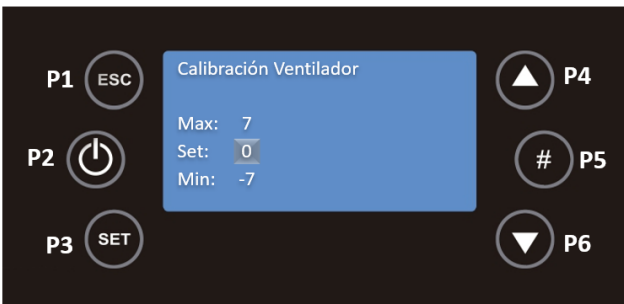 P1
ESC
P2
P3
SET
Calibración Ventilador
Max: 7
Set: 0
Min: -7
P4
#
P5
P6